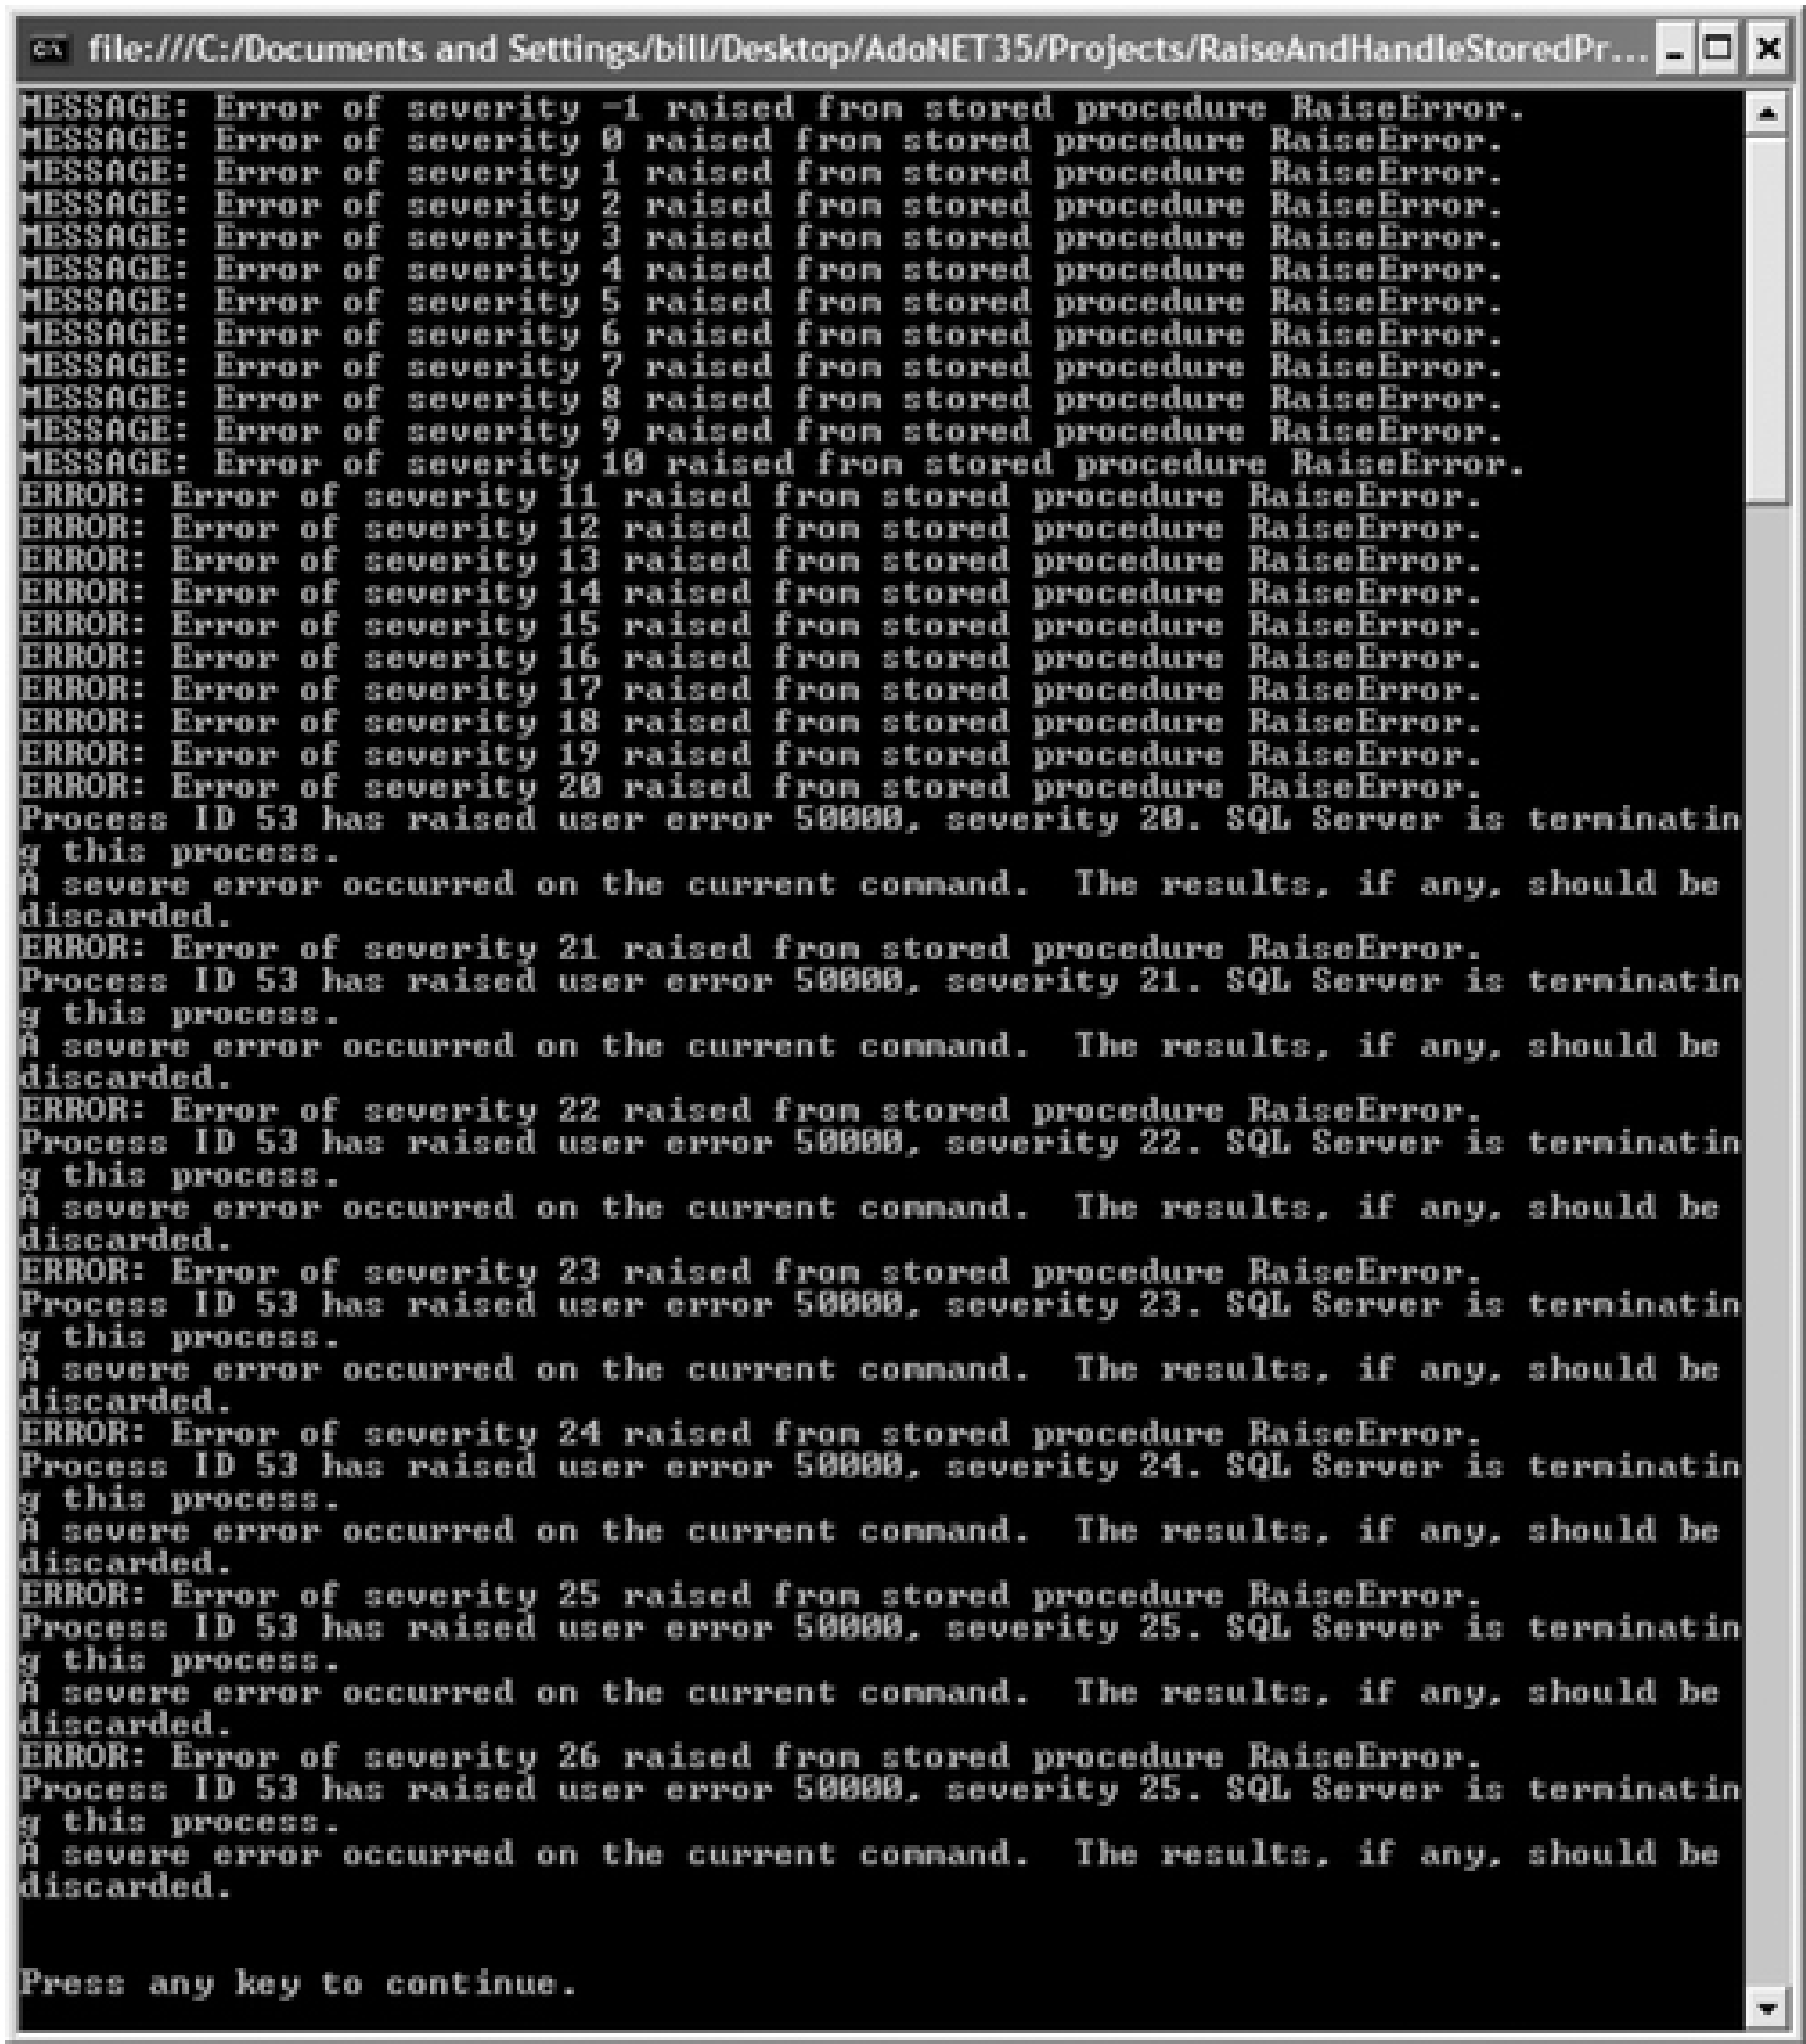 file:///C:/Documents and Settings/bill/Desktop/AdoNET35/Projects/RaiseAndHandleStoredPr...
MESSAGE: Error of severity -1 raised from stored procedure RaiseError.
MESSAGE: Error of severity 0 raised from stored procedure RaiseError.
MESSAGE: Error of severity 1 raised from stored procedure RaiseError.
MESSAGE: Error of severity 2 raised from stored procedure RaiseError.
MESSAGE: Error of severity 3 raised from stored procedure RaiseError.
MESSAGE: Error of severity 4 raised from stored procedure RaiseError.
MESSAGE: Error of severity 5 raised from stored procedure RaiseError.
MESSAGE: Error of severity 6 raised from stored procedure RaiseError.
MESSAGE: Error of severity 7 raised from stored procedure RaiseError.
MESSAGE: Error of severity 8 raised from stored procedure RaiseError.
MESSAGE: Error of severity 9 raised from stored procedure RaiseError.
MESSAGE: Error of severity 10 raised from stored procedure RaiseError.
ERROR: Error of severity 11 raised from stored procedure RaiseError.
ERROR: Error of severity 12 raised from stored procedure RaiseError.
ERROR: Error of severity 13 raised from stored procedure RaiseError.
ERROR: Error of severity 14 raised from stored procedure RaiseError.
ERROR: Error of severity 15 raised from stored procedure RaiseError.
ERROR: Error of severity 16 raised from stored procedure RaiseError.
ERROR: Error of severity 17 raised from stored procedure RaiseError.
ERROR: Error of severity 18 raised from stored procedure RaiseError.
ERROR: Error of severity 19 raised from stored procedure RaiseError.
ERROR: Error of severity 20 raised from stored procedure RaiseError.
Process ID 53 has raised user error 50000, severity 20. SQL Server is terminatin
g this process.
A severe error occurred on the current command.  The results, if any, should be
discarded.
ERROR: Error of severity 21 raised from stored procedure RaiseError.
Process ID 53 has raised user error 50000, severity 21. SQL Server is terminatin
g this process.
A severe error occurred on the current command.  The results, if any, should be
discarded.
ERROR: Error of severity 22 raised from stored procedure RaiseError.
Process ID 53 has raised user error 50000, severity 22. SQL Server is terminatin
g this process.
A severe error occurred on the current command.  The results, if any, should be
discarded.
ERROR: Error of severity 23 raised from stored procedure RaiseError.
Process ID 53 has raised user error 50000, severity 23. SQL Server is terminatin
g this process.
A severe error occurred on the current command.  The results, if any, should be
discarded.
ERROR: Error of severity 24 raised from stored procedure RaiseError.
Process ID 53 has raised user error 50000, severity 24. SQL Server is terminatin
g this process.
A severe error occurred on the current command.  The results, if any, should be
discarded.
ERROR: Error of severity 25 raised from stored procedure RaiseError.
Process ID 53 has raised user error 50000, severity 25. SQL Server is terminatin
g this process.
A severe error occurred on the current command.  The results, if any, should be
discarded.
ERROR: Error of severity 26 raised from stored procedure RaiseError.
Process ID 53 has raised user error 50000, severity 25. SQL Server is terminatin
g this process.
A severe error occurred on the current command.  The results, if any, should be
discarded.
Press any key to continue.